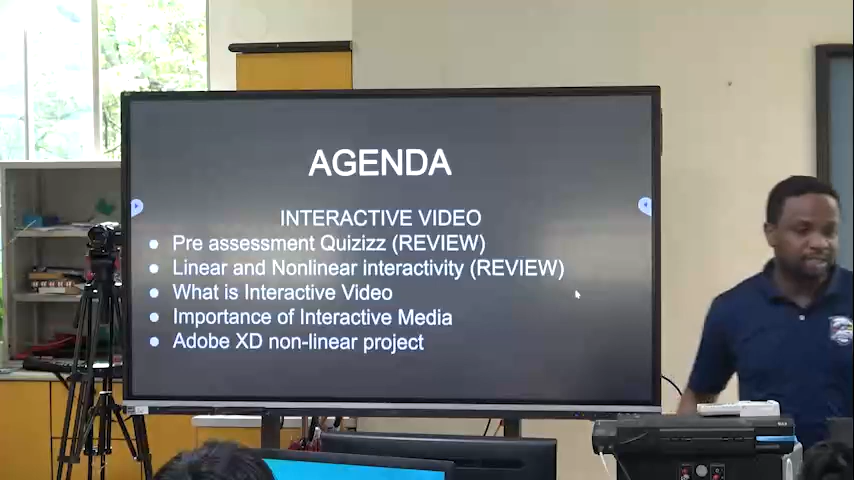 AGENDA
INTERACTIVE VIDEO
Pre assessment Quizizz (REVIEW)
Linear and Nonlinear interactivity (REVIEW)
What is Interactive Video
Importance of Interactive Media
Adobe XD non-linear project